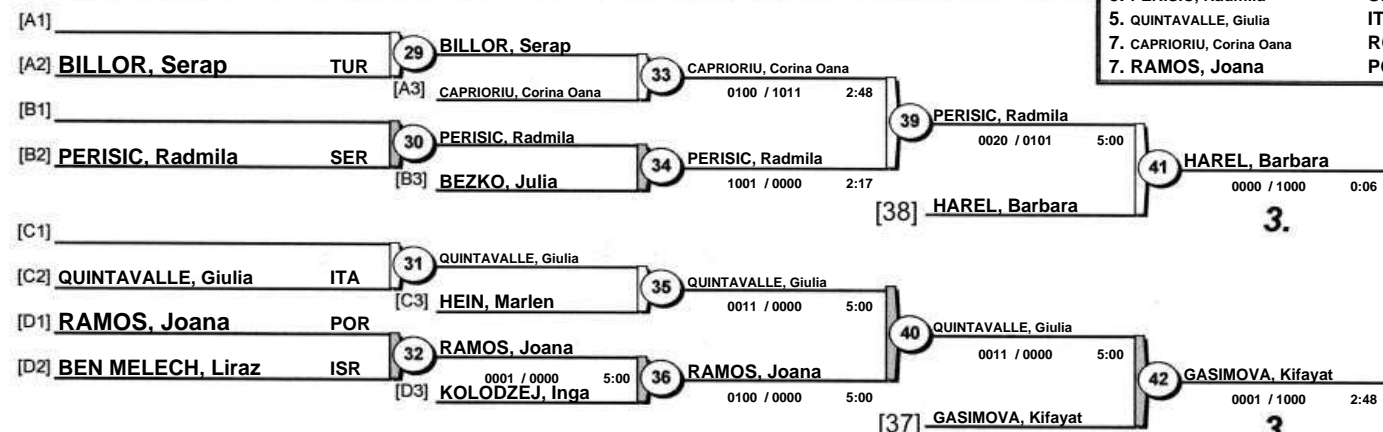 5. QUINTAVALLE, Giulia
7. CAPRIORIU, Corina Oana
7. RAMOS, Joana
[A1]
[A2] BILLOR, Serap TUR
29 BILLOR, Serap
[A3] CAPRIORIU, Corina Oana
33 CAPRIORIU, Corina Oana
0100 / 1011 2:48
[B1]
[B2] PERISIC, Radmila SER
30 PERISIC, Radmila
[B3] BEZKO, Julia
34 PERISIC, Radmila
1001 / 0000 2:17
39 PERISIC, Radmila
0020 / 0101 5:00
[38] HAREL, Barbara
41 HAREL, Barbara
0000 / 1000 0:06
3.
[C1]
[C2] QUINTAVALLE, Giulia ITA
31 QUINTAVALLE, Giulia
[C3] HEIN, Marlen
35 QUINTAVALLE, Giulia
0011 / 0000 5:00
[D1] RAMOS, Joana POR
[D2] BEN MELECH, Liraz ISR
32 RAMOS, Joana
0001 / 0000 5:00
[D3] KOLODZEJ, Inga
36 RAMOS, Joana
0100 / 0000 5:00
40 QUINTAVALLE, Giulia
0011 / 0000 5:00
[37] GASIMOVA, Kifayat
42 GASIMOVA, Kifayat
0001 / 1000 2:48
3